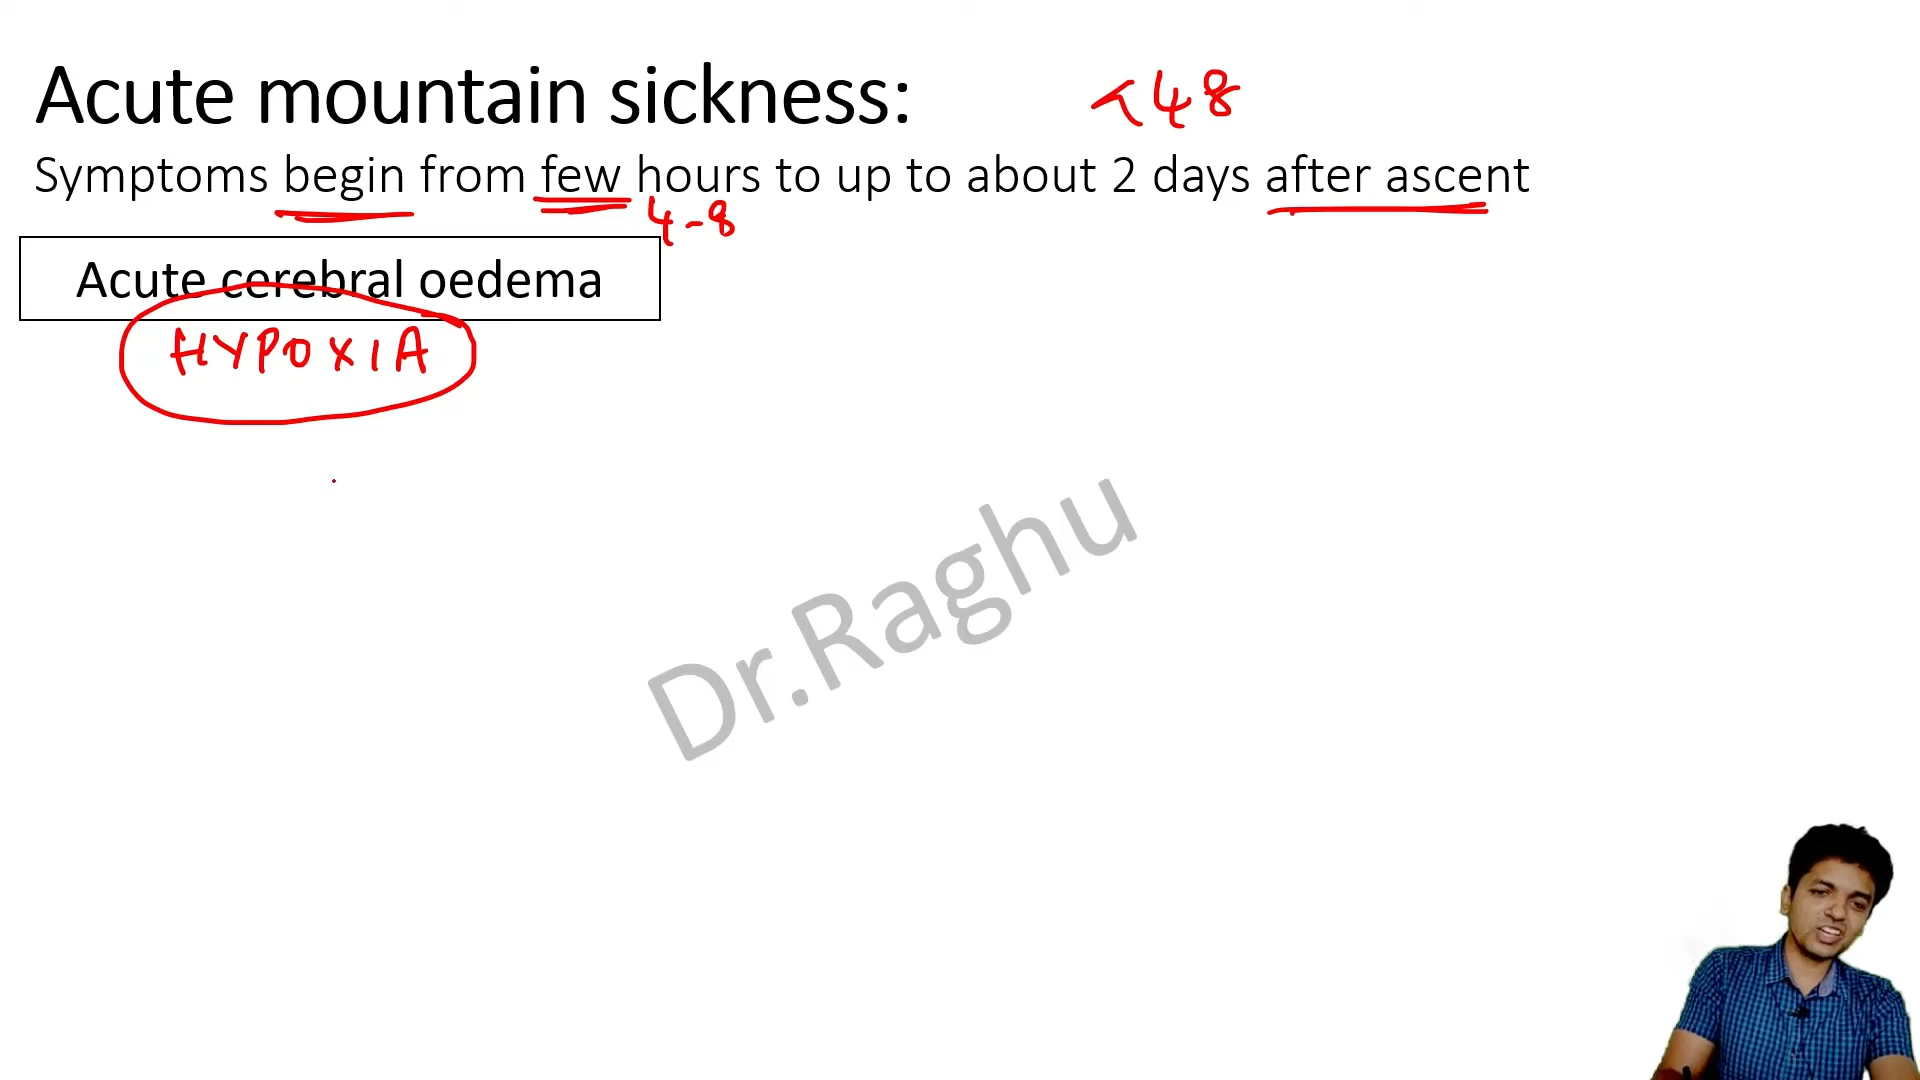 Acute mountain sickness:
<48
Symptoms begin from few hours to up to about 2 days after ascent
4-8
Acute cerebral oedema
HYPOXIA
Dr.Raghu